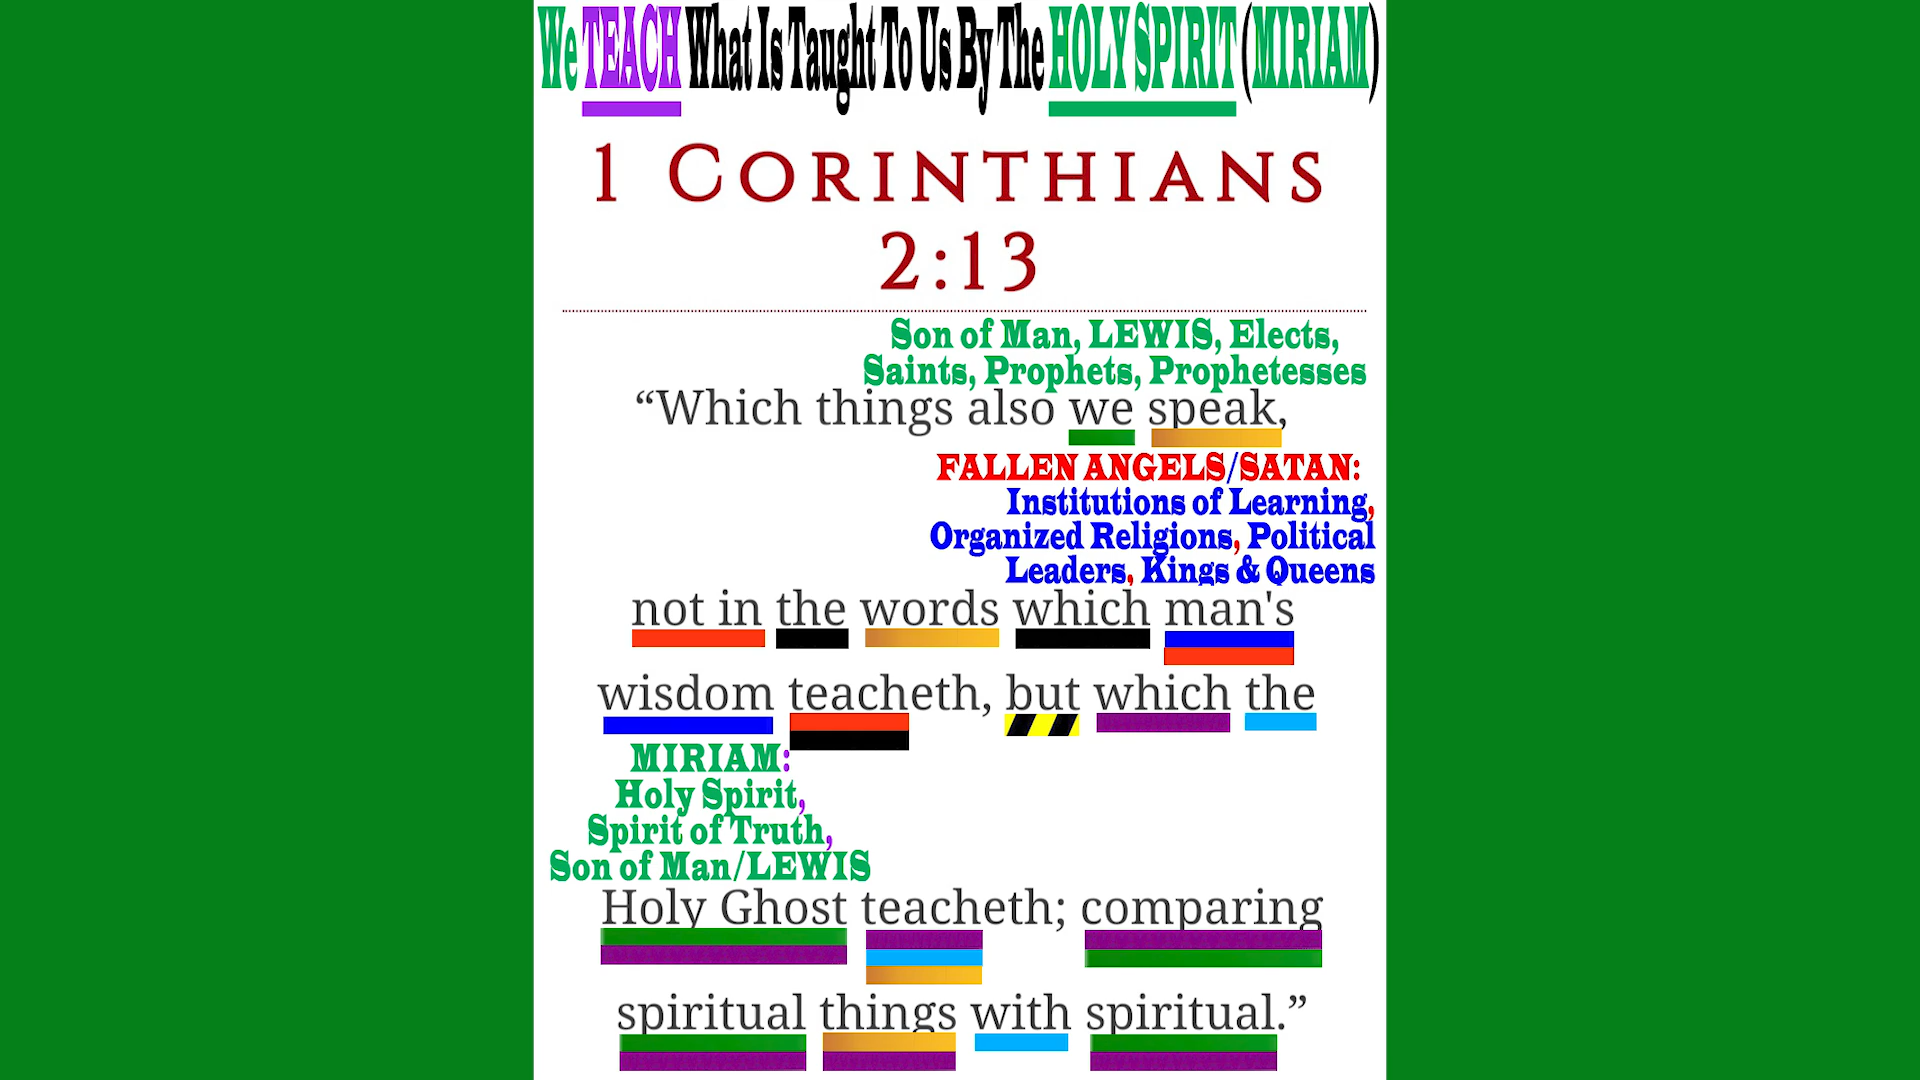 We TEACH What Is Taught To Us By The HOLY SPIRIT (MIRIAM)
1 CORINTHIANS
2:13
Son of Man, LEWIS, Elects,
Saints, Prophets, Prophetesses
“Which things also we speak,
FALLEN ANGELS/SATAN:
Institutions of Learning,
Organized Religions, Political
Leaders, Kings & Queens
not in the words which man's
wisdom teacheth, but which the
MIRIAM:
Holy Spirit,
Spirit of Truth,
Son of Man/LEWIS
Holy Ghost teacheth; comparing
spiritual things with spiritual.”